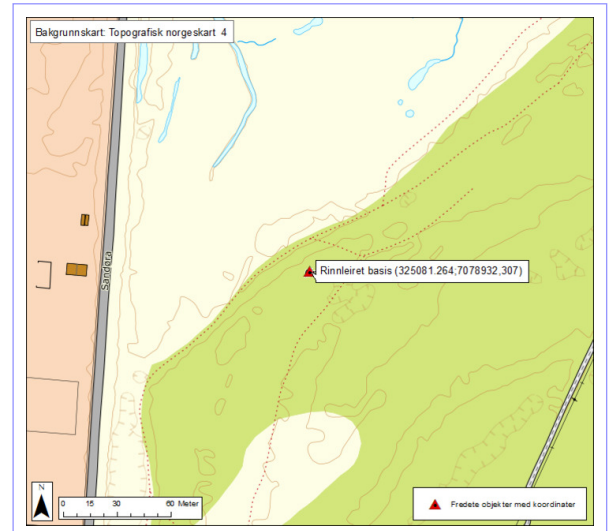 Bakgrunnskart: Topografisk norgeskart 4
Rinnleiret basis (325081.264;7078932,307)
Sandøra
N
0 15 30 60 Meter
Fredete objekter med koordinater